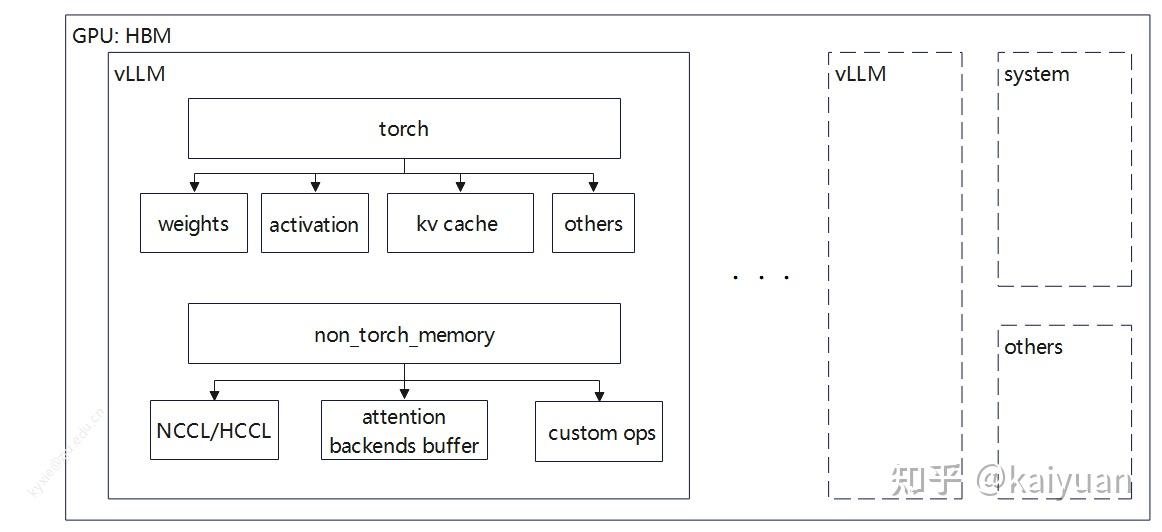 GPU: HBM
vLLM
torch
weights
activation
kv cache
others
non_torch_memory
NCCL/HCCL
attention
backends buffer
custom ops
. . .
vLLM
system
others
知乎 @kaiyuan